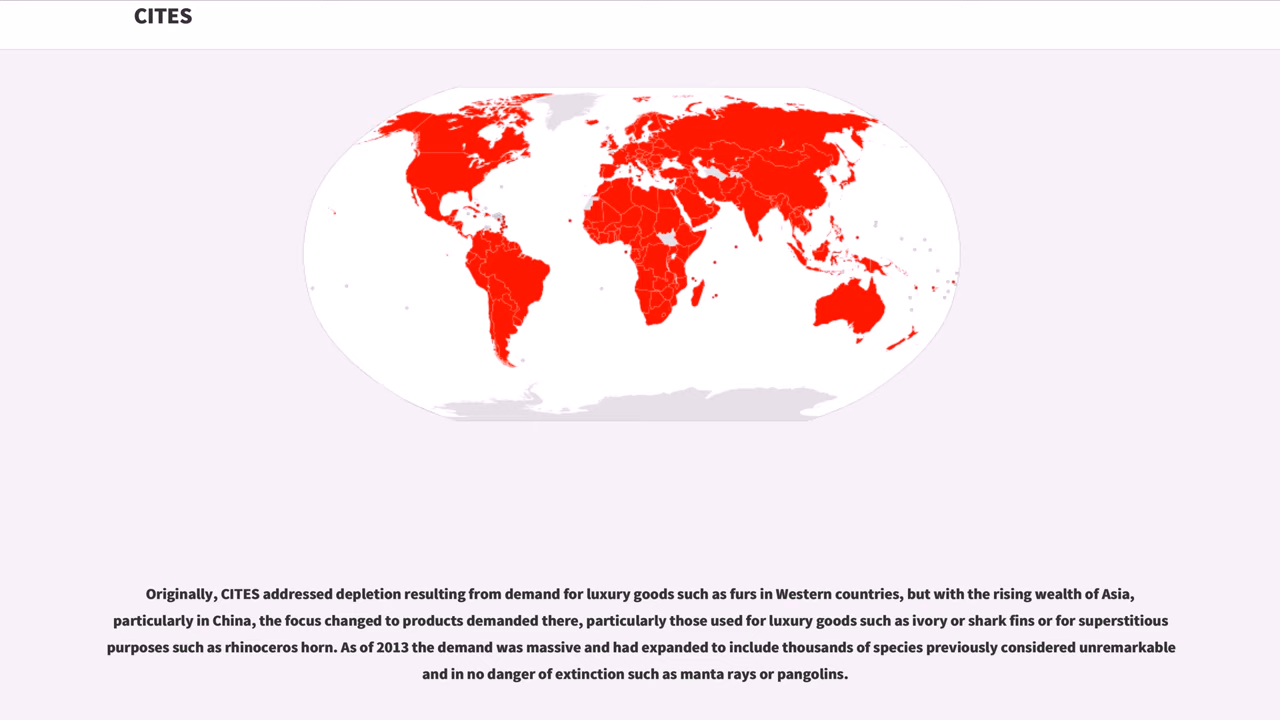 CITES
Originally, CITES addressed depletion resulting from demand for luxury goods such as furs in Western countries, but with the rising wealth of Asia,
particularly in China, the focus changed to products demanded there, particularly those used for luxury goods such as ivory or shark fins or for superstitious
purposes such as rhinoceros horn. As of 2013 the demand was massive and had expanded to include thousands of species previously considered unremarkable
and in no danger of extinction such as manta rays or pangolins.